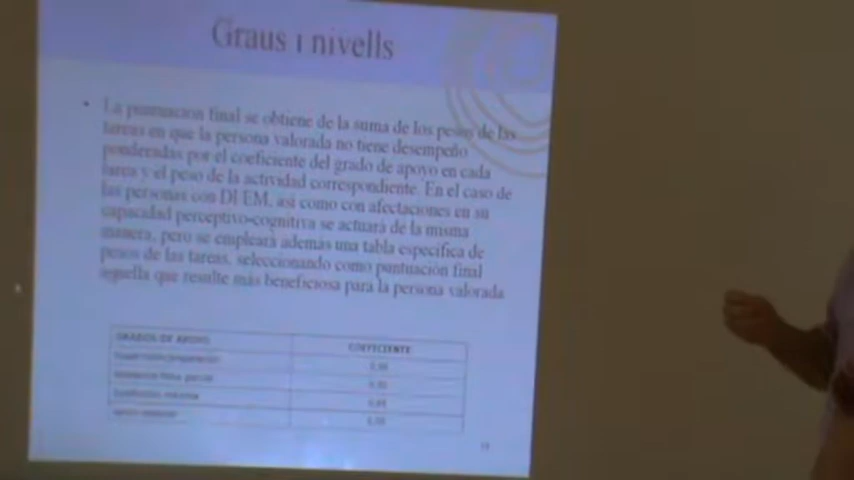 Graus i nivells
• La puntuación final se obtiene de la suma de los pesos de las
tareas en que la persona valorada no tiene desempeño
ponderadas por el coeficiente del grado de apoyo en cada
tarea y el peso de la actividad correspondiente. En el caso de
las personas con DI EM, así como con afectaciones en su
capacidad perceptivo-cognitiva se actuará de la misma
manera, pero se empleará además una tabla específica de
pesos de las tareas, seleccionando como puntuación final
aquella que resulte más beneficiosa para la persona valorada
GRADOS DE APOYO COEFICIENTE